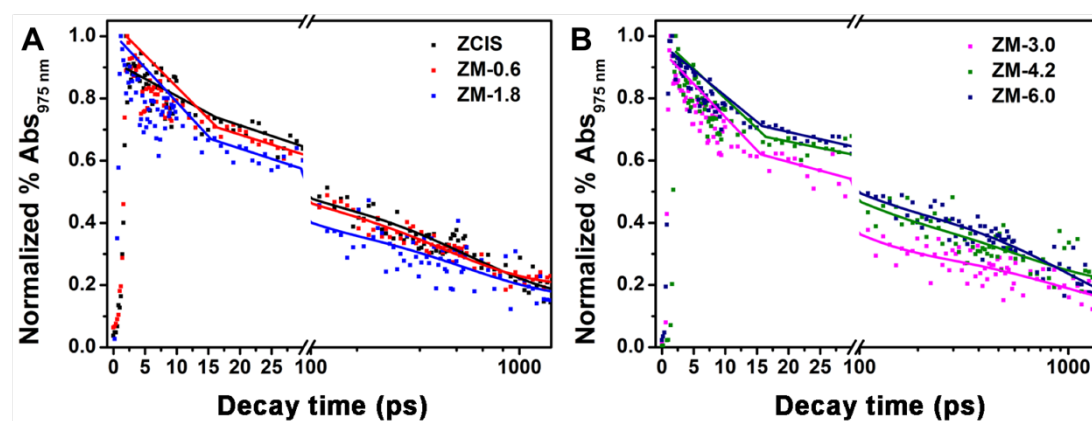 A
ZCIS
ZM-0.6
ZM-1.8
Normalized % Abs975 nm
1.0
0.8
0.6
0.4
0.2
0.0
0 5 10 15 20 25 30 100 1000
Decay time (ps)
B
ZM-3.0
ZM-4.2
ZM-6.0
Normalized % Abs975 nm
1.0
0.8
0.6
0.4
0.2
0.0
0 5 10 15 20 25 300 1000
Decay time (ps)